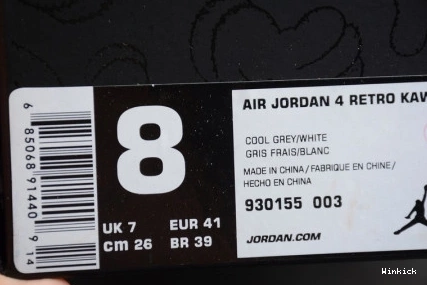 6 85068 91440 9 14
8
UK 7 EUR 41
cm 26 BR 39
AIR JORDAN 4 RETRO KAW
COOL GREY/WHITE
GRIS FRAIS/BLANC
MADE IN CHINA / FABRIQUE EN CHINE /
HECHO EN CHINA
930155 003
JORDAN.COM
Winkick